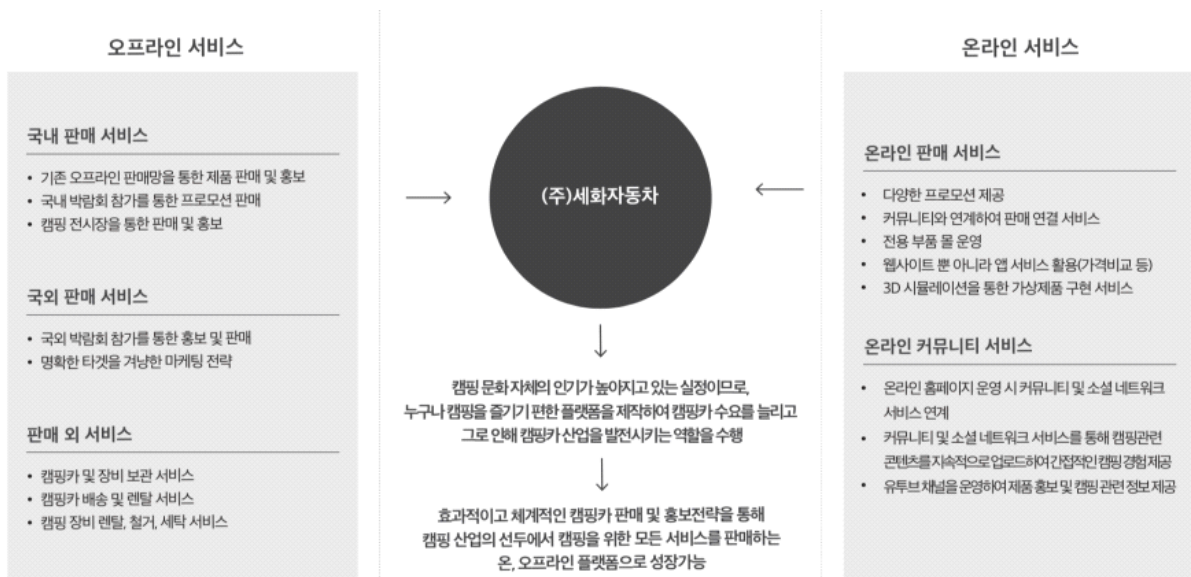 오프라인 서비스
국내 판매 서비스
• 기존 오프라인 판매망을 통한 제품 판매 및 홍보
• 국내 박람회 참가를 통한 프로모션 판매
• 캠핑 전시장을 통한 판매 및 홍보
국외 판매 서비스
• 국외 박람회 참가를 통한 홍보 및 판매
• 명확한 타겟을 겨냥한 마케팅 전략
판매 외 서비스
• 캠핑카 및 장비 보관 서비스
• 캠핑카 배송 및 렌탈 서비스
• 캠핑 장비 렌탈, 철거, 세탁 서비스
(주)세화자동차
캠핑 문화 자체의 인기가 높아지고 있는 실정이므로,
누구나 캠핑을 즐기기 편한 플랫폼을 제작하여 캠핑카 수요를 늘리고
그로 인해 캠핑카 산업을 발전시키는 역할을 수행
효과적이고 체계적인 캠핑카 판매 및 홍보전략을 통해
캠핑 산업의 선두에서 캠핑을 위한 모든 서비스를 판매하는
온, 오프라인 플랫폼으로 성장가능
온라인 서비스
온라인 판매 서비스
• 다양한 프로모션 제공
• 커뮤니티와 연계하여 판매 연결 서비스
• 전용 부품 몰 운영
• 웹사이트 뿐 아니라 앱 서비스 활용(가격비교 등)
• 3D 시뮬레이션을 통한 가상제품 구현 서비스
온라인 커뮤니티 서비스
• 온라인 홈페이지 운영 시 커뮤니티 및 소셜 네트워크
서비스 연계
• 커뮤니티 및 소셜 네트워크 서비스를 통해 캠핑관련
콘텐츠를 지속적으로 업로드하여 간접적인 캠핑 경험 제공
• 유투브 채널을 운영하여 제품 홍보 및 캠핑 관련 정보 제공